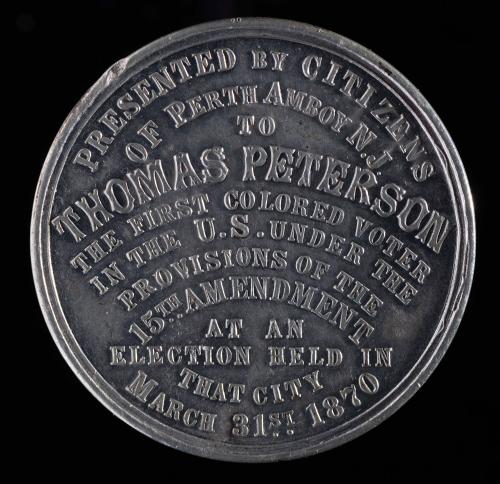 PRESENTED BY CITIZENS
OF PERTH AMBOY N.J.
TO
THOMAS PETERSON
THE FIRST COLORED VOTER
IN THE U.S. UNDER THE
PROVISIONS OF THE
15TH AMENDMENT
AT AN
ELECTION HELD IN
THAT CITY
MARCH 31ST 1870